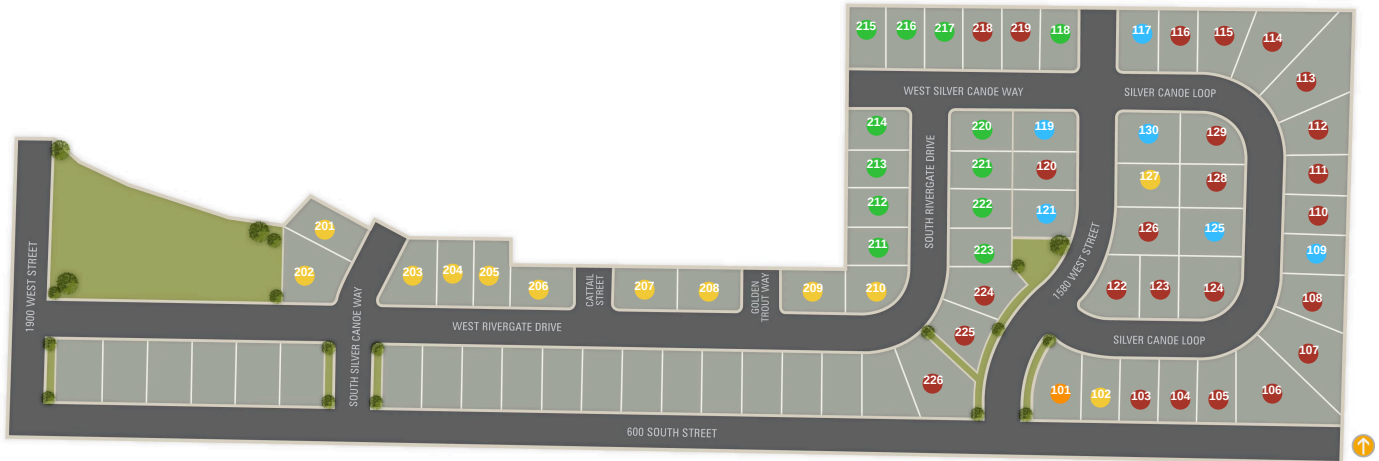 215 216 217 218 219 118 117 116 115 114
113
WEST SILVER CANOE WAY SILVER CANOE LOOP
214 220 119 130 129 112
213 221 120 127 128 111
212 222 121 126 125 110
211 223 109
SOUTH RIVERGATE DRIVE
1580 WEST STREET
201
202 203 204 205 206 207 208 209 210 224 122 123 124 108
1900 WEST STREET
CATTAIL
STREET
GOLDEN
TROUT WAY
WEST RIVERGATE DRIVE
SOUTH SILVER CANOE WAY
225 SILVER CANOE LOOP 107
226 101 102 103 104 105 106
600 SOUTH STREET